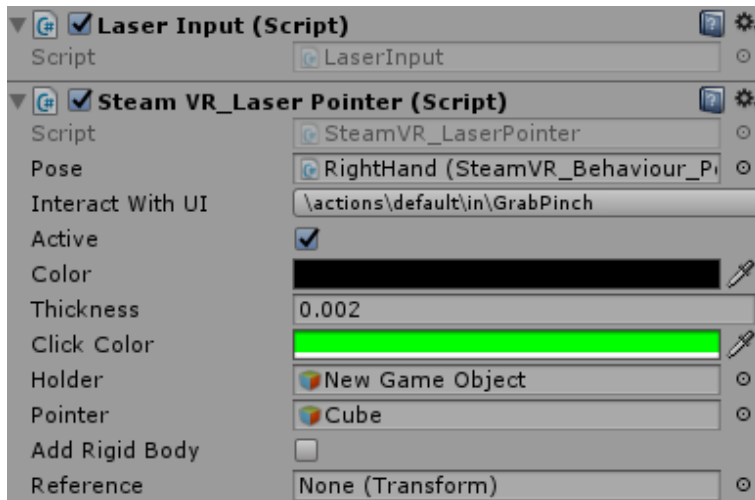 Laser Input (Script)
Script LaserInput
Steam VR_Laser Pointer (Script)
Script SteamVR_LaserPointer
Pose RightHand (SteamVR_Behaviour_P
Interact With UI \actions\default\in\GrabPinch
Active
Color
Thickness 0.002
Click Color
Holder New Game Object
Pointer Cube
Add Rigid Body
Reference None (Transform)